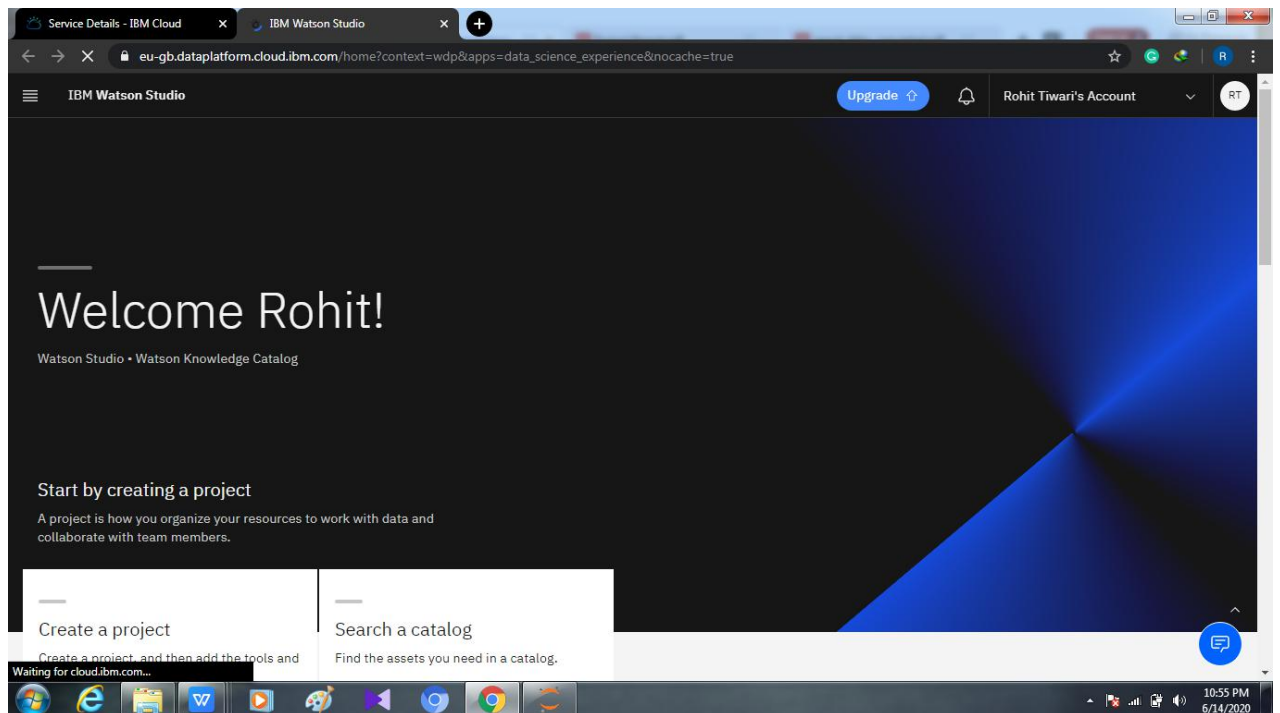 Service Details - IBM Cloud
IBM Watson Studio
eu-gb.dataplatform.cloud.ibm.com/home?context=wdp&apps=data_science_experience&nocache=true
R
IBM Watson Studio
Upgrade
Rohit Tiwari's Account
RT
Welcome Rohit!
Watson Studio • Watson Knowledge Catalog
Start by creating a project
A project is how you organize your resources to work with data and
collaborate with team members.
Create a project
Search a catalog
Create a project, and then add the tools and
Find the assets you need in a catalog.
Waiting for cloud.ibm.com...
10:55 PM
6/14/2020